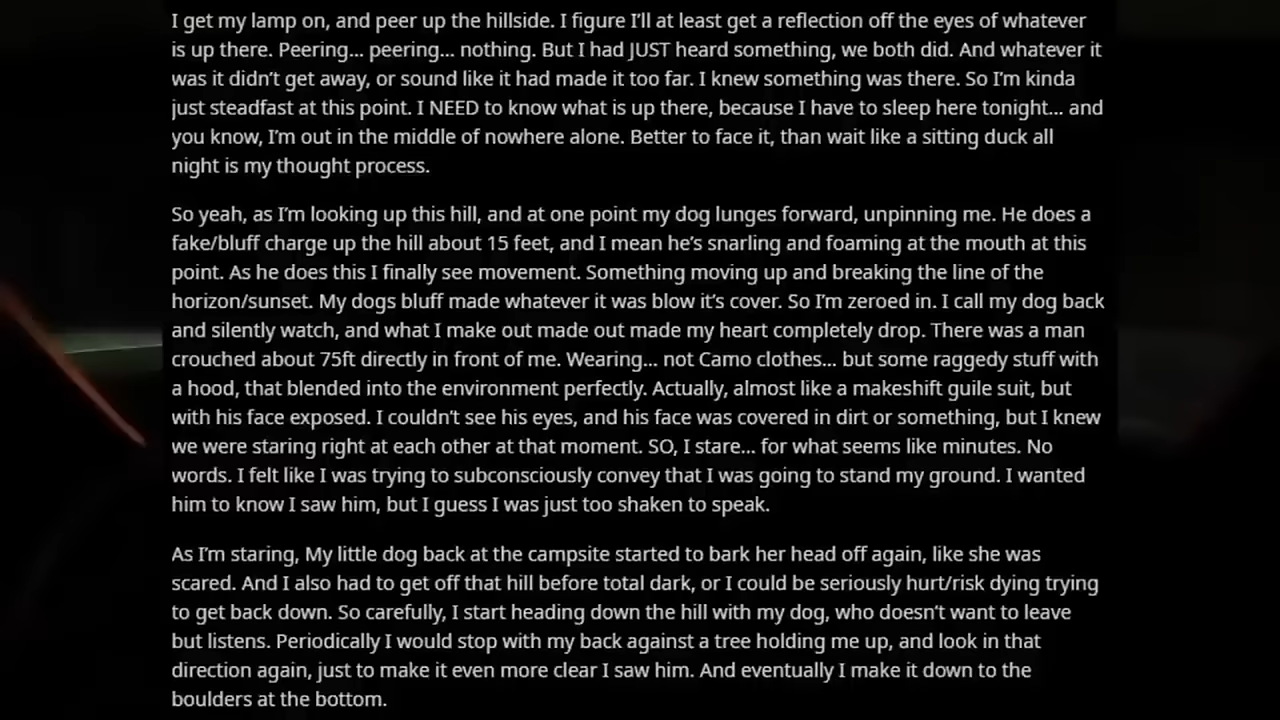 I get my lamp on, and peer up the hillside. I figure I’ll at least get a reflection off the eyes of whatever
is up there. Peering... peering... nothing. But I had JUST heard something, we both did. And whatever it
was it didn’t get away, or sound like it had made it too far. I knew something was there. So I’m kinda
just steadfast at this point. I NEED to know what is up there, because I have to sleep here tonight... and
you know, I’m out in the middle of nowhere alone. Better to face it, than wait like a sitting duck all
night is my thought process.
So yeah, as I’m looking up this hill, and at one point my dog lunges forward, unpinning me. He does a
fake/bluff charge up the hill about 15 feet, and I mean he’s snarling and foaming at the mouth at this
point. As he does this I finally see movement. Something moving up and breaking the line of the
horizon/sunset. My dogs bluff made whatever it was blow it’s cover. So I’m zeroed in. I call my dog back
and silently watch, and what I make out made out made my heart completely drop. There was a man
crouched about 75ft directly in front of me. Wearing... not Camo clothes... but some raggedy stuff with
a hood, that blended into the environment perfectly. Actually, almost like a makeshift guile suit, but
with his face exposed. I couldn’t see his eyes, and his face was covered in dirt or something, but I knew
we were staring right at each other at that moment. SO, I stare... for what seems like minutes. No
words. I felt like I was trying to subconsciously convey that I was going to stand my ground. I wanted
him to know I saw him, but I guess I was just too shaken to speak.
As I’m staring, My little dog back at the campsite started to bark her head off again, like she was
scared. And I also had to get off that hill before total dark, or I could be seriously hurt/risk dying trying
to get back down. So carefully, I start heading down the hill with my dog, who doesn’t want to leave
but listens. Periodically I would stop with my back against a tree holding me up, and look in that
direction again, just to make it even more clear I saw him. And eventually I make it down to the
boulders at the bottom.